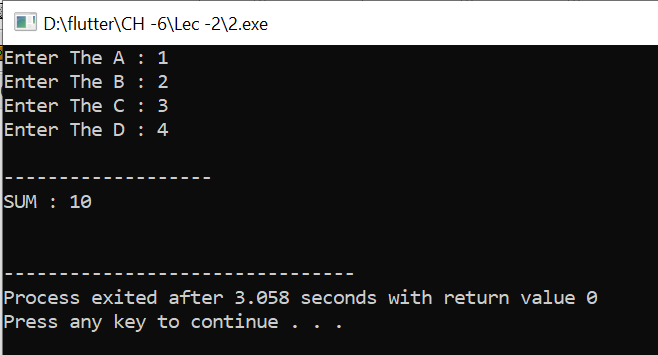 D:\flutter\CH -6\Lec -2\2.exe
Enter The A : 1
Enter The B : 2
Enter The C : 3
Enter The D : 4
-------------------
SUM : 10
--------------------------------
Process exited after 3.058 seconds with return value 0
Press any key to continue . . .